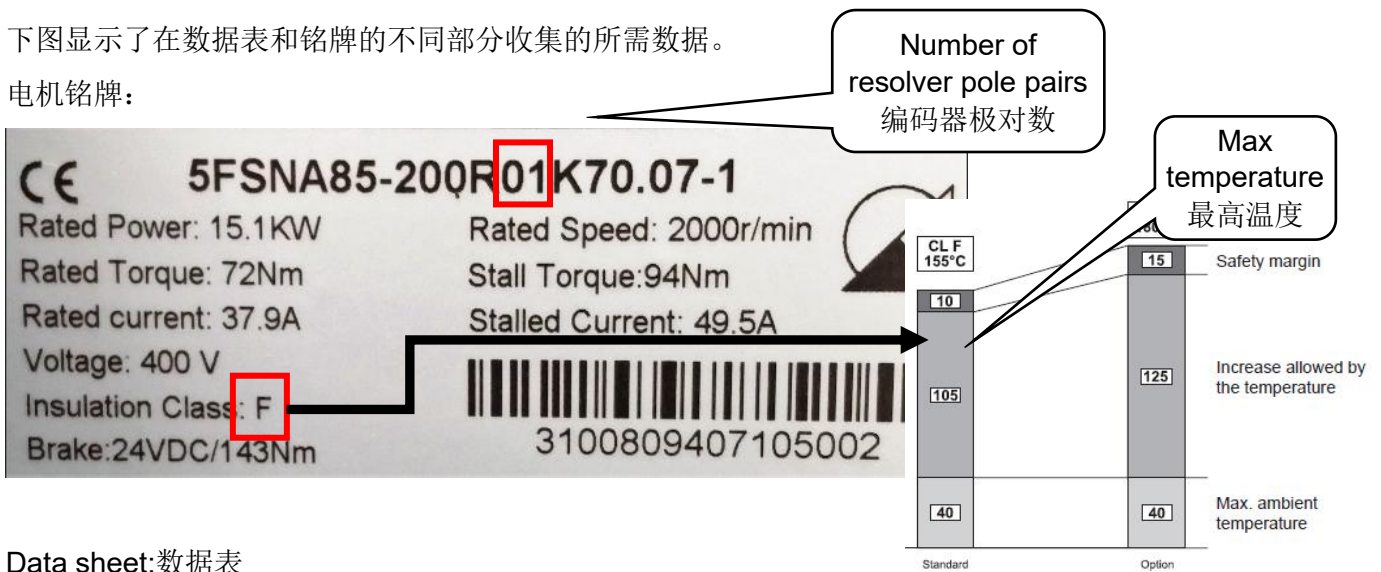 下图显示了在数据表和铭牌的不同部分收集的所需数据。
电机铭牌：
Number of
resolver pole pairs
编码器极对数
Max
temperature
最高温度
CE 5FSNA85-200R01K70.07-1
Rated Power: 15.1KW
Rated Speed: 2000r/min
Rated Torque: 72Nm
Stall Torque:94Nm
Rated current: 37.9A
Stalled Current: 49.5A
Voltage: 400 V
Insulation Class: F
Brake:24VDC/143Nm
3100809407105002
CL F
155°C
10
105
40
Standard
15
125
40
Option
Safety margin
Increase allowed by
the temperature
Max. ambient
temperature
Data sheet:数据表